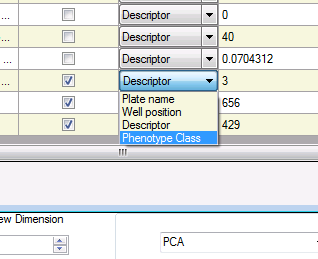 ... Descriptor 0
Descriptor 40
... Descriptor 0.0704312
... Descriptor 3
Plate name 656
Well position
Descriptor 429
Phenotype Class
ew Dimension
PCA